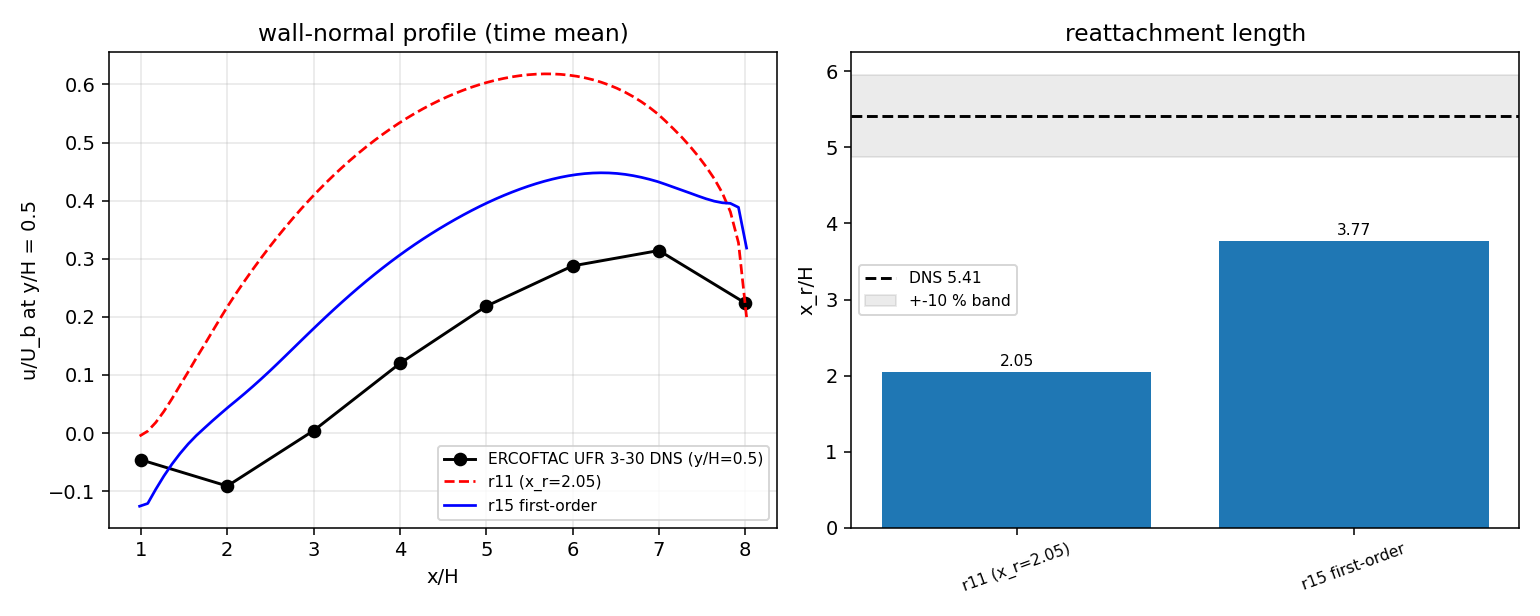 wall-normal profile (time mean)
u/U_b at y/H = 0.5
0.6
0.5
0.4
0.3
0.2
0.1
0.0
−0.1
1 2 3 4 5 6 7 8
x/H
ERCOFTAC UFR 3-30 DNS (y/H=0.5)
r11 (x_r=2.05)
r15 first-order
reattachment length
x_r/H
6
5
4
3
2
1
0
2.05
3.77
DNS 5.41
+-10 % band
r11 (x_r=2.05)
r15 first-order